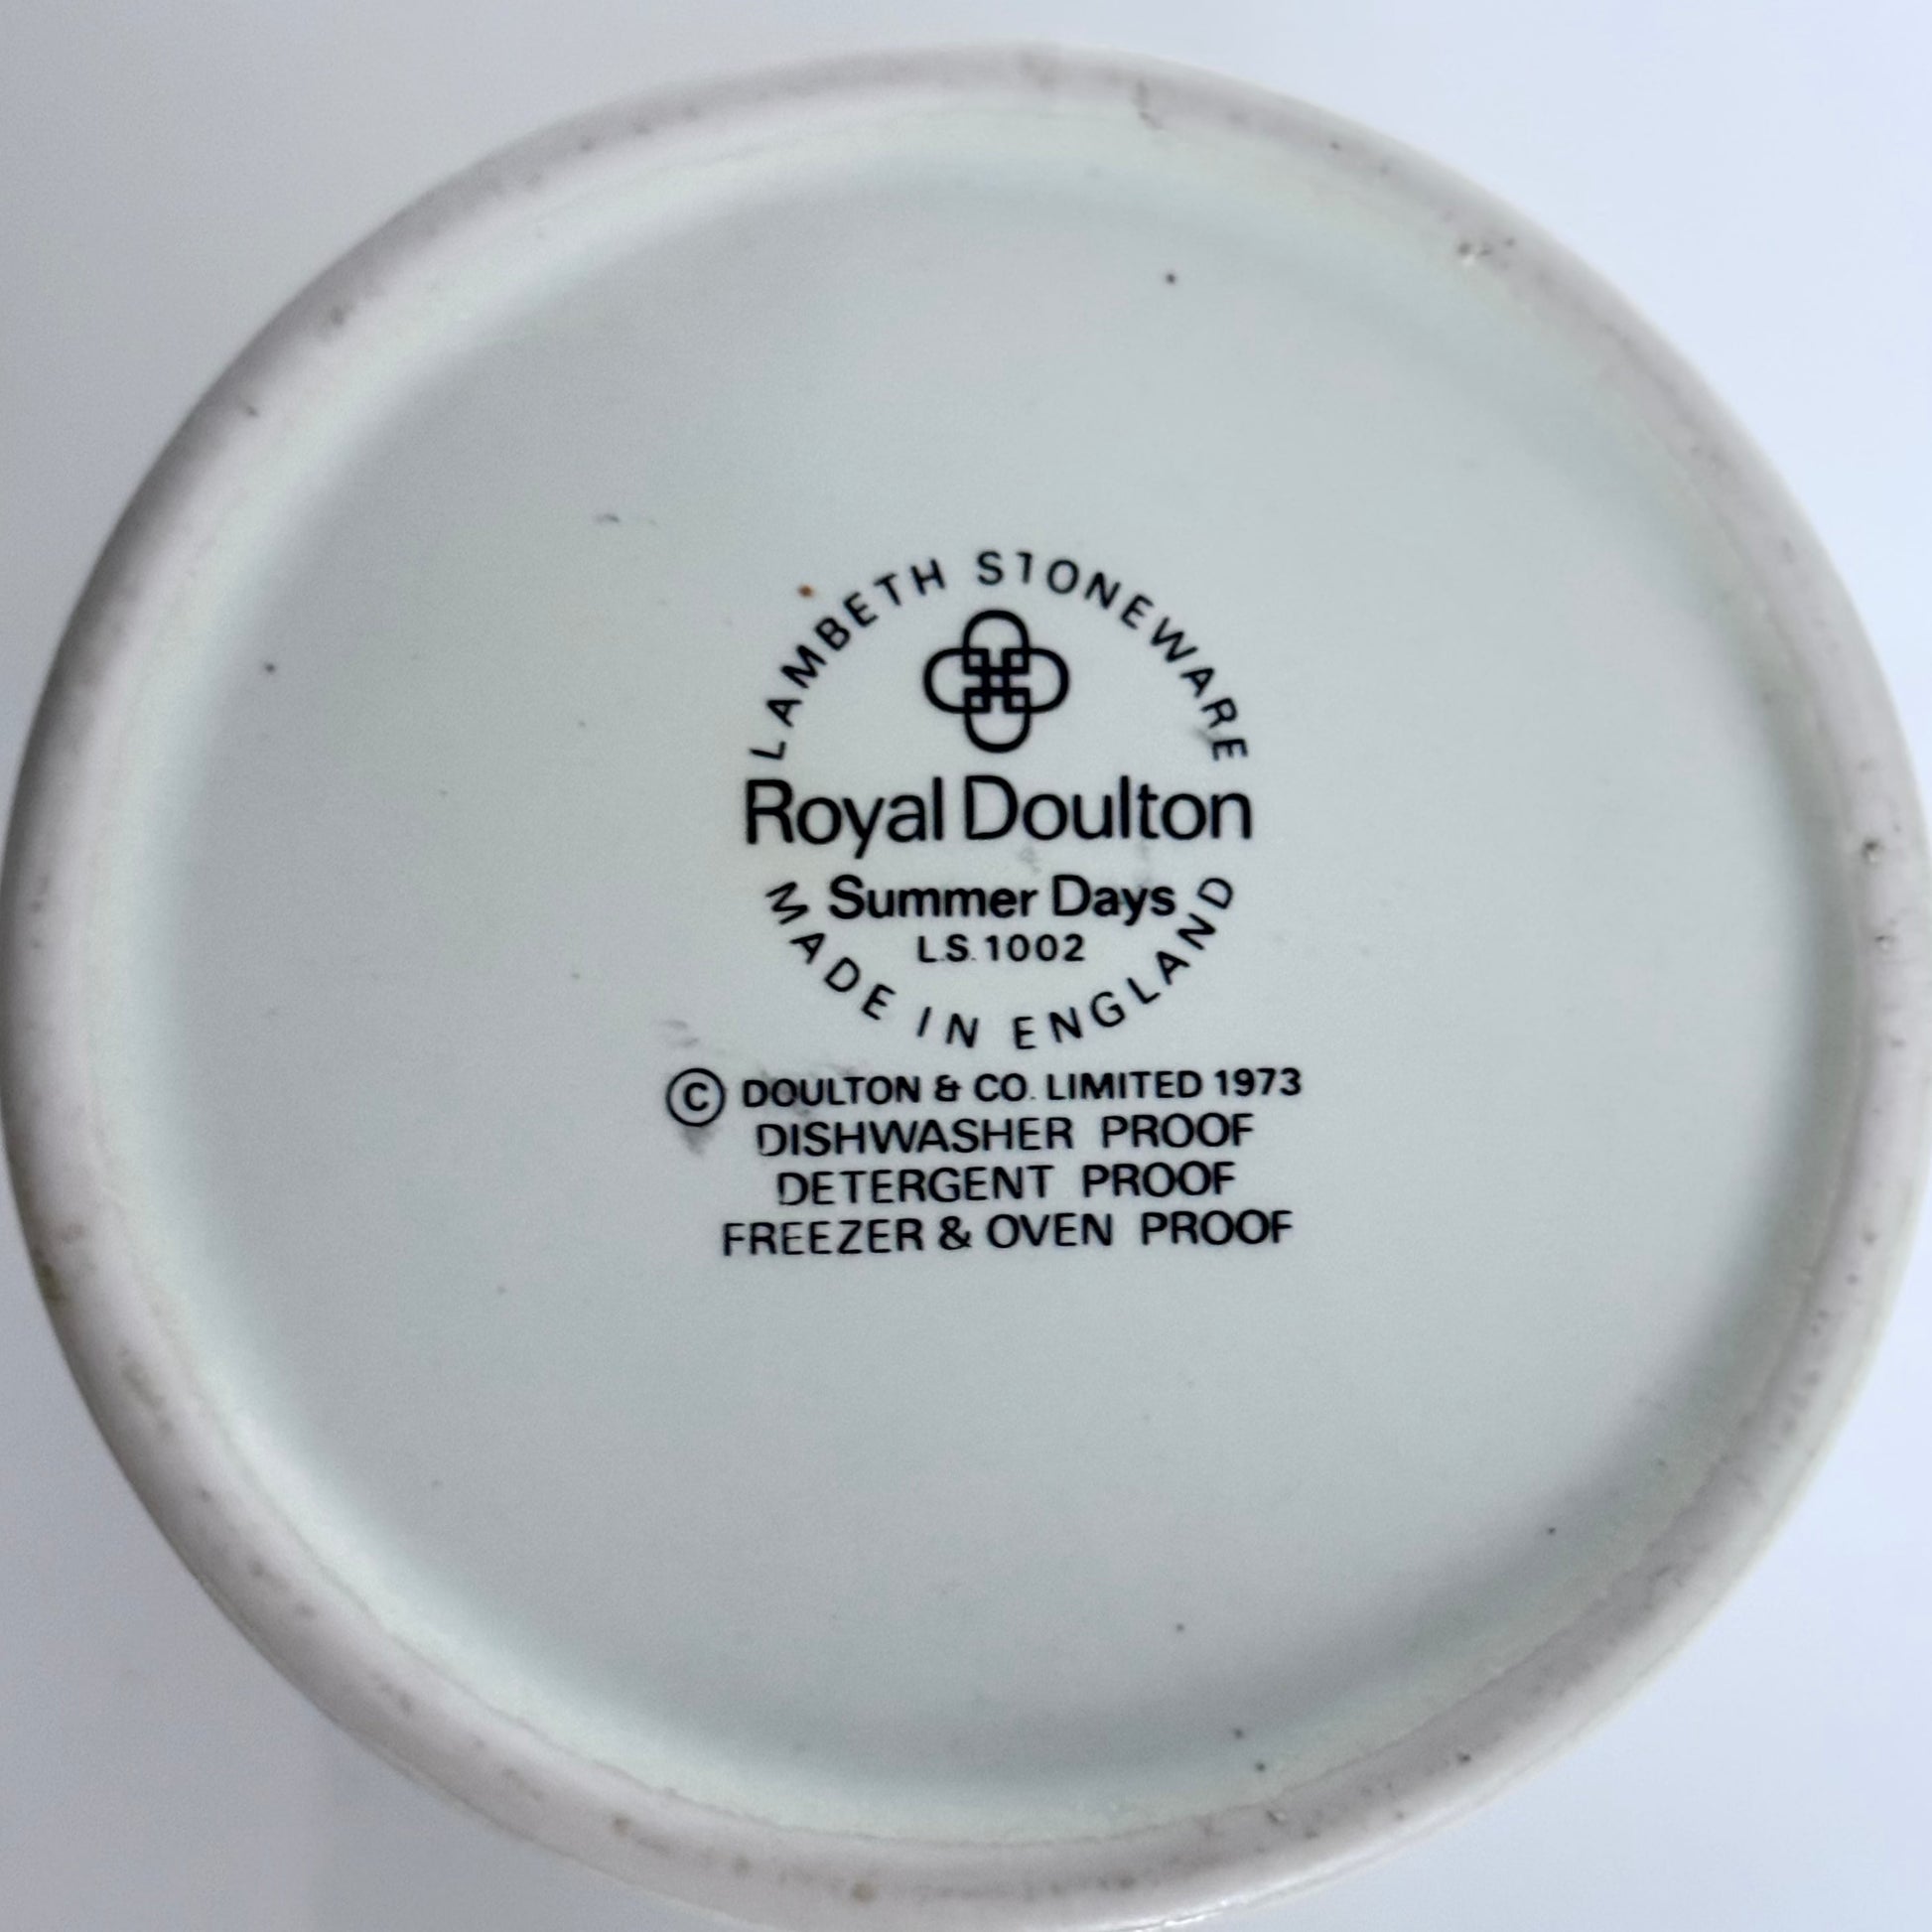 LAMBETH STONEWARE
Royal Doulton
Summer Days
L.S. 1002
MADE IN ENGLAND
© DOULTON & CO. LIMITED 1973
DISHWASHER PROOF
DETERGENT PROOF
FREEZER & OVEN PROOF